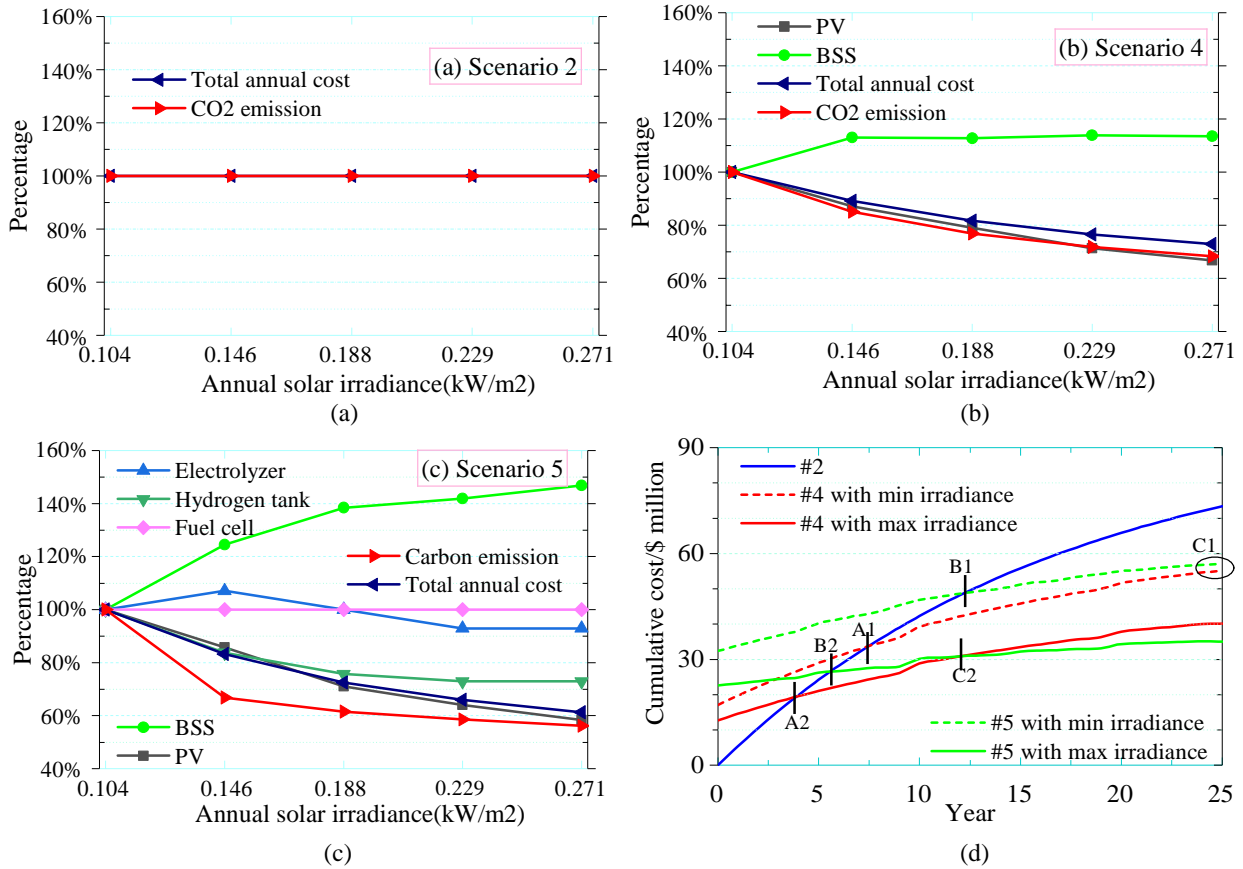 160%
140%
120%
100%
80%
60%
40%
Percentage
(a) Scenario 2
Total annual cost
CO2 emission
0.104
0.146
0.188
0.229
0.271
Annual solar irradiance(kW/m2)
(a)
160%
140%
120%
100%
80%
60%
40%
Percentage
PV
BSS
Total annual cost
CO2 emission
(b) Scenario 4
0.104
0.146
0.188
0.229
0.271
Annual solar irradiance(kW/m2)
(b)
160%
140%
120%
100%
80%
60%
40%
Percentage
Electrolyzer
Hydrogen tank
Fuel cell
(c) Scenario 5
Carbon emission
Total annual cost
BSS
PV
0.104
0.146
0.188
0.229
0.271
Annual solar irradiance(kW/m2)
(c)
90
60
30
0
Cumulative cost/$ million
#2
#4 with min irradiance
#4 with max irradiance
C1
B1
A1
B2
C2
A2
#5 with min irradiance
#5 with max irradiance
0
5
10
15
20
25
Year
(d)